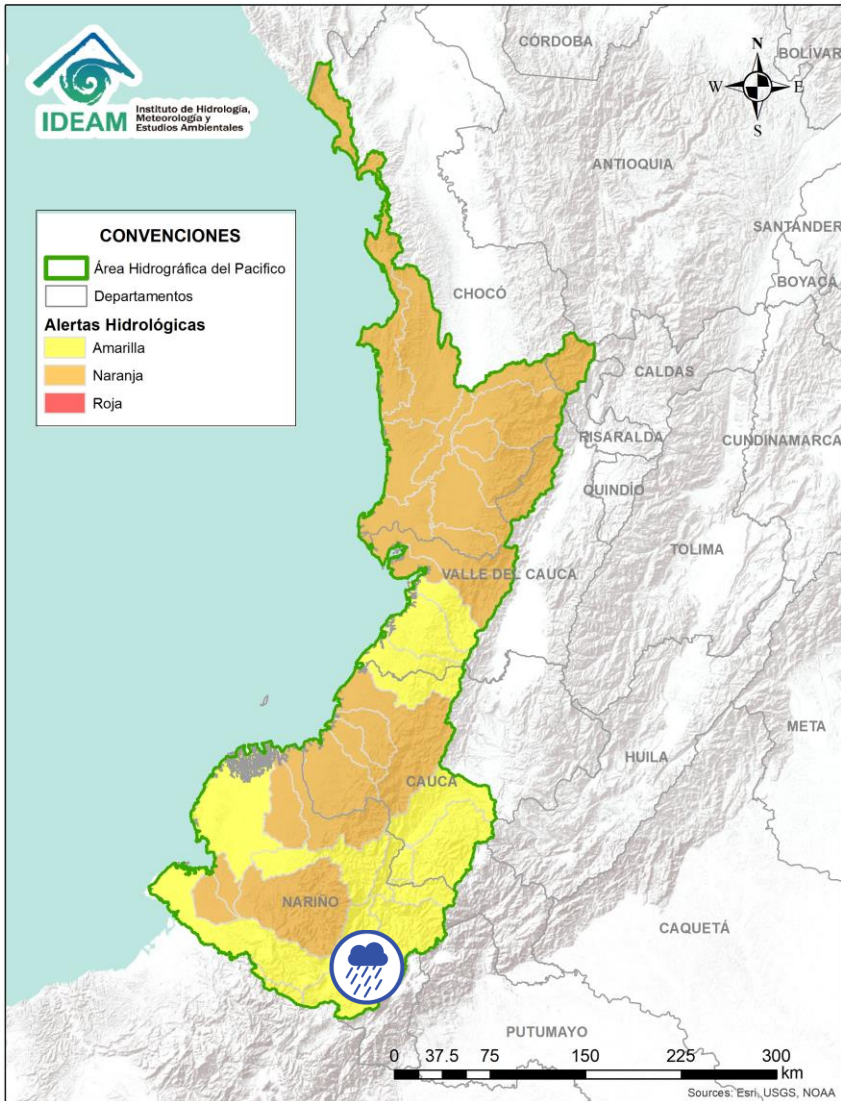 CÓRDOBA
BOLÍVAR
N
W
E
S
IDEAM
Instituto de Hidrología,
Meteorología y
Estudios Ambientales
ANTIOQUIA
SANTANDER
CONVENCIONES
Área Hidrográfica del Pacifico
Departamentos
Alertas Hidrológicas
Amarilla
Naranja
Roja
BOYACÁ
CHOCÓ
CALDAS
RISARALDA
CUNDINAMARCA
QUINDÍO
TOLIMA
VALLE DEL CAUCA
META
HUILA
CAUCA
NARIÑO
CAQUETÁ
PUTUMAYO
0 37.5 75 150 225 300
km
Sources: Esri, USGS, NOAA